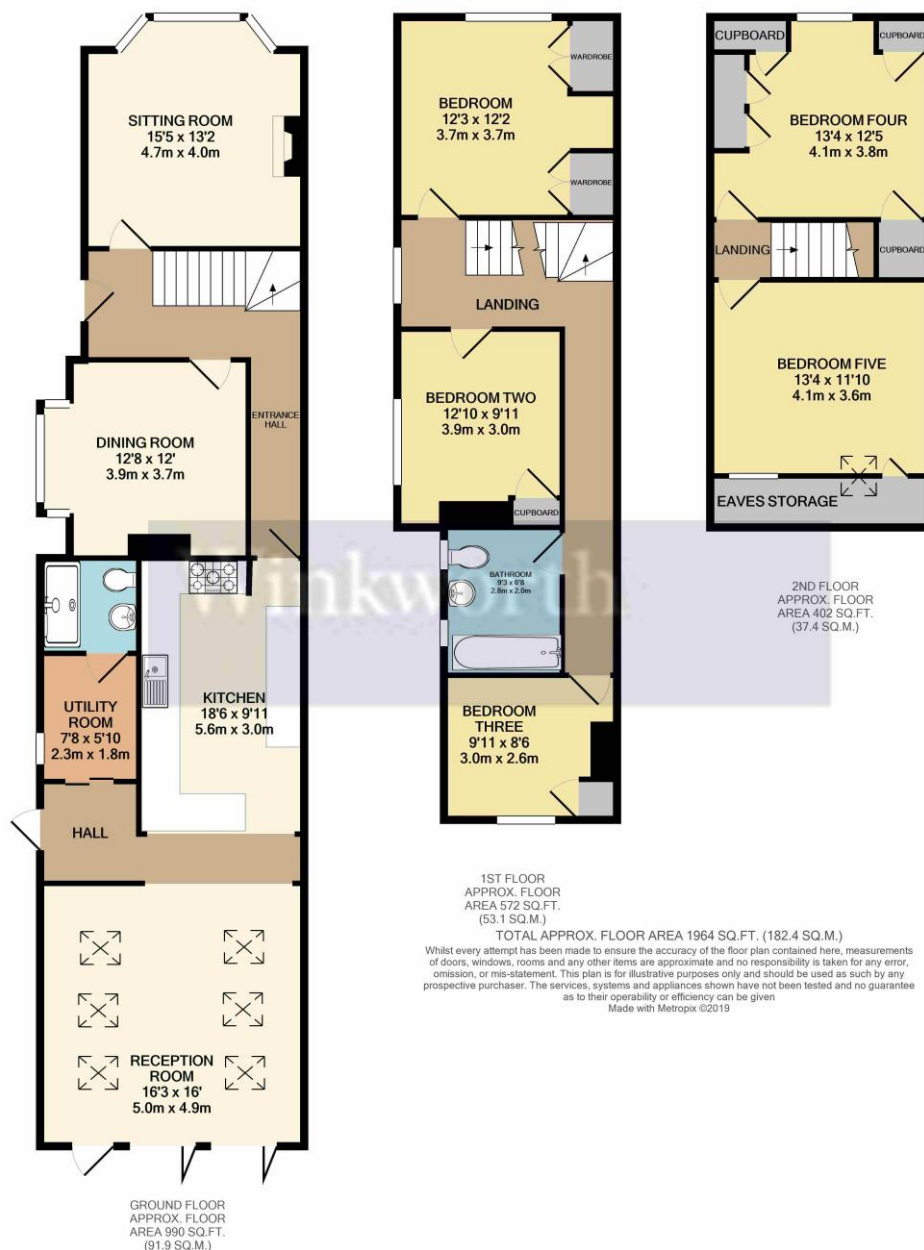 SITTING ROOM
15'5 x 13'2
4.7m x 4.0m
ENTRANCE
HALL
DINING ROOM
12'8 x 12'
3.9m x 3.7m
UTILITY
ROOM
7'8 x 5'10
2.3m x 1.8m
KITCHEN
18'6 x 9'11
5.6m x 3.0m
HALL
RECEPTION
ROOM
16'3 x 16'
5.0m x 4.9m
GROUND FLOOR
APPROX. FLOOR
AREA 990 SQ.FT.
(91.9 SQ.M.)
BEDROOM
12'3 x 12'2
3.7m x 3.7m
WARDROBE
WARDROBE
LANDING
BEDROOM TWO
12'10 x 9'11
3.9m x 3.0m
CUPBOARD
BATHROOM
9'3 x 6'8
2.8m x 2.0m
BEDROOM
THREE
9'11 x 8'6
3.0m x 2.6m
1ST FLOOR
APPROX. FLOOR
AREA 572 SQ.FT.
(53.1 SQ.M.)
CUPBOARD
CUPBOARD
BEDROOM FOUR
13'4 x 12'5
4.1m x 3.8m
LANDING
CUPBOARD
BEDROOM FIVE
13'4 x 11'10
4.1m x 3.6m
EAVES STORAGE
2ND FLOOR
APPROX. FLOOR
AREA 402 SQ.FT.
(37.4 SQ.M.)
Winkworth
TOTAL APPROX. FLOOR AREA 1964 SQ.FT. (182.4 SQ.M.)
Whilst every attempt has been made to ensure the accuracy of the floor plan contained here, measurements
of doors, windows, rooms and any other items are approximate and no responsibility is taken for any error,
omission, or mis-statement. This plan is for illustrative purposes only and should be used as such by any
prospective purchaser. The services, systems and appliances shown have not been tested and no guarantee
as to their operability or efficiency can be given
Made with Metropix ©2019